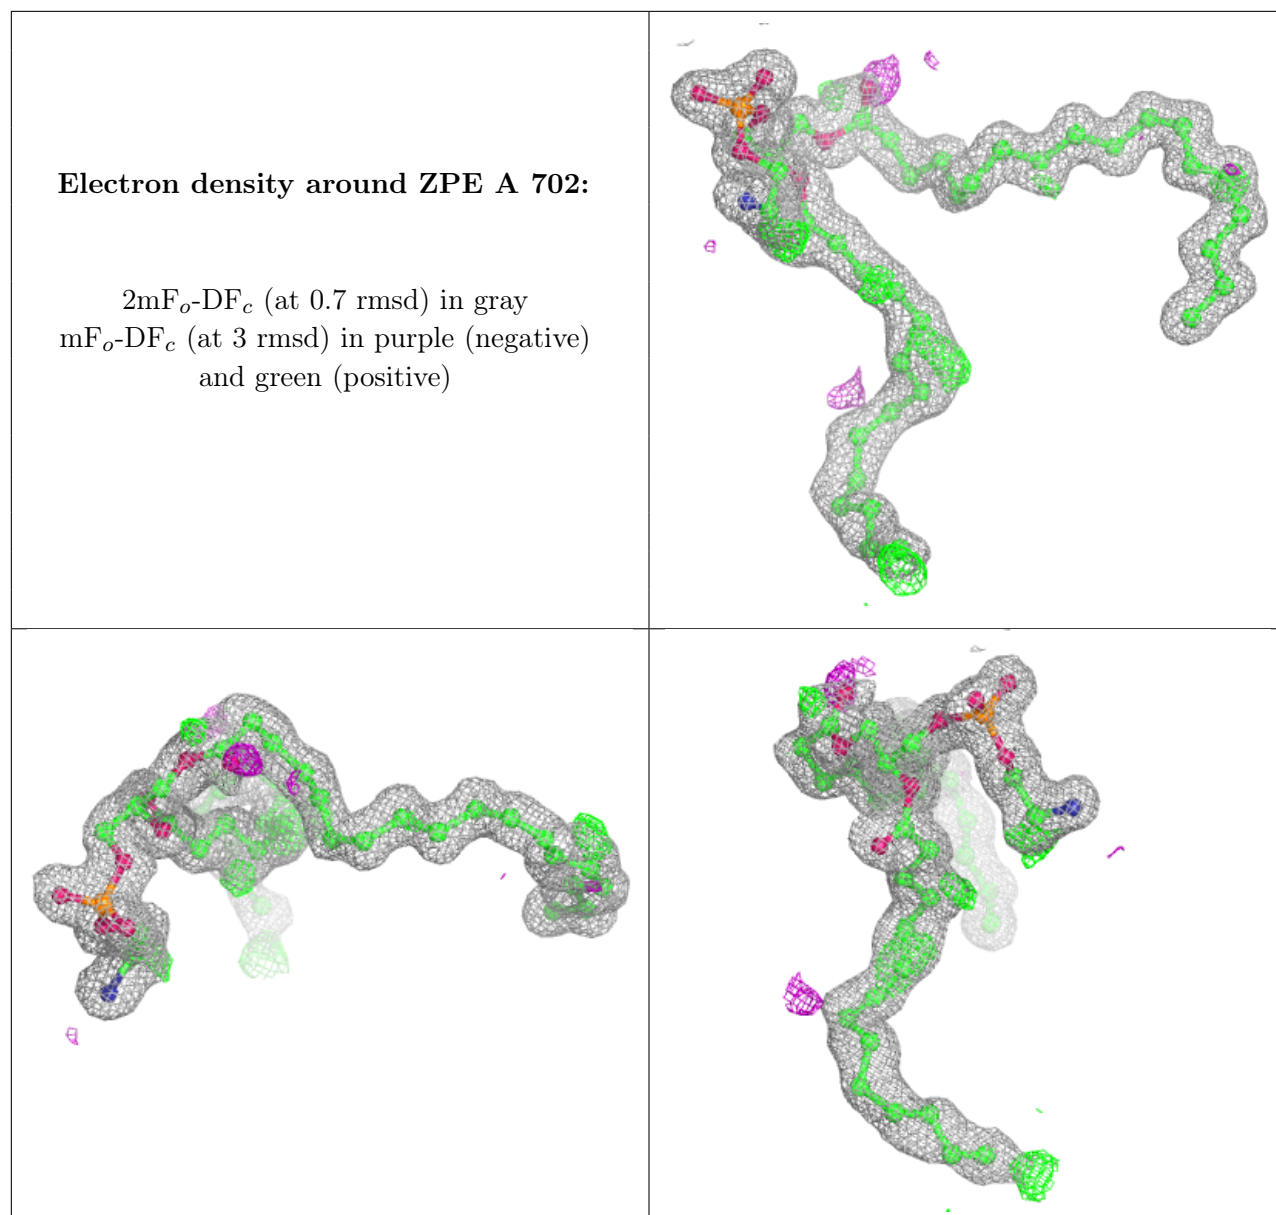 Electron density around ZPE A 702:
2mFₒ-DF𝒸 (at 0.7 rmsd) in gray
mFₒ-DF𝒸 (at 3 rmsd) in purple (negative)
and green (positive)